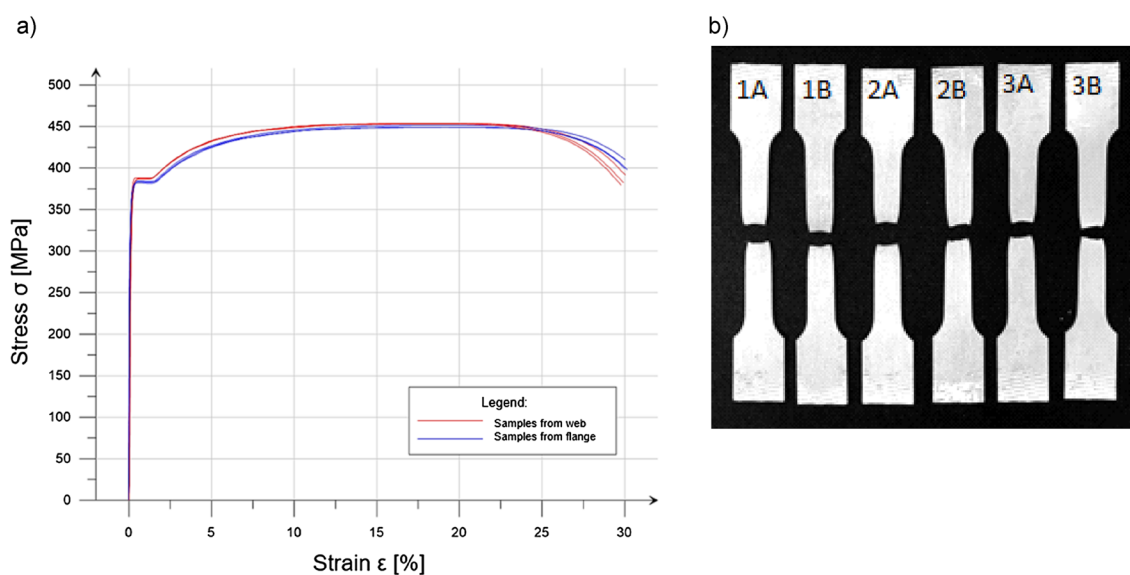 a)
500
450
400
350
300
250
200
150
100
50
0
Stress σ [MPa]
0 5 10 15 20 25 30
Strain ε [%]
Legend:
Samples from web
Samples from flange
b)
1A 1B 2A 2B 3A 3B